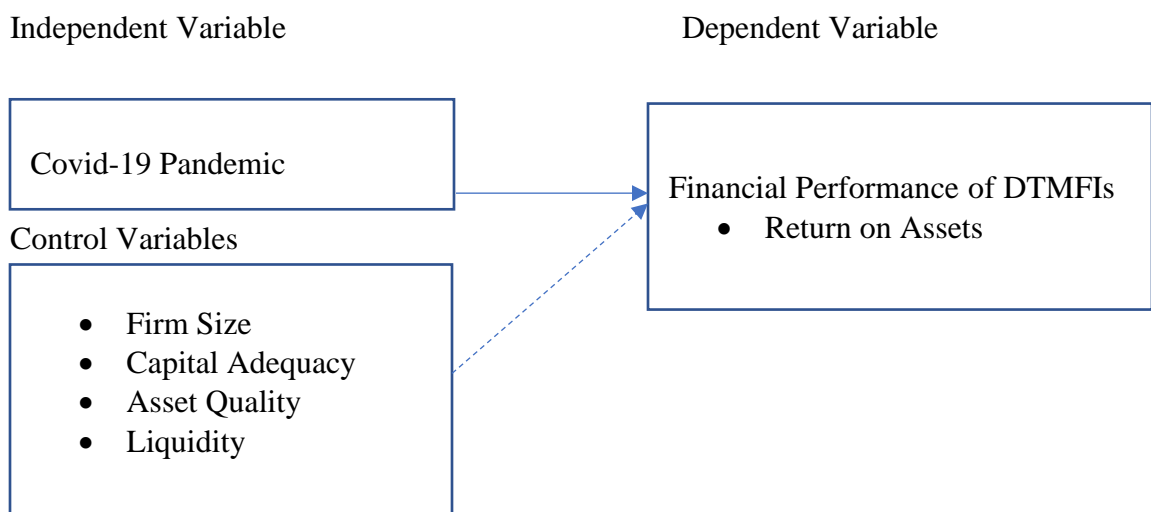 Independent Variable
Dependent Variable
Covid-19 Pandemic
Financial Performance of DTMFIs
• Return on Assets
Control Variables
• Firm Size
• Capital Adequacy
• Asset Quality
• Liquidity